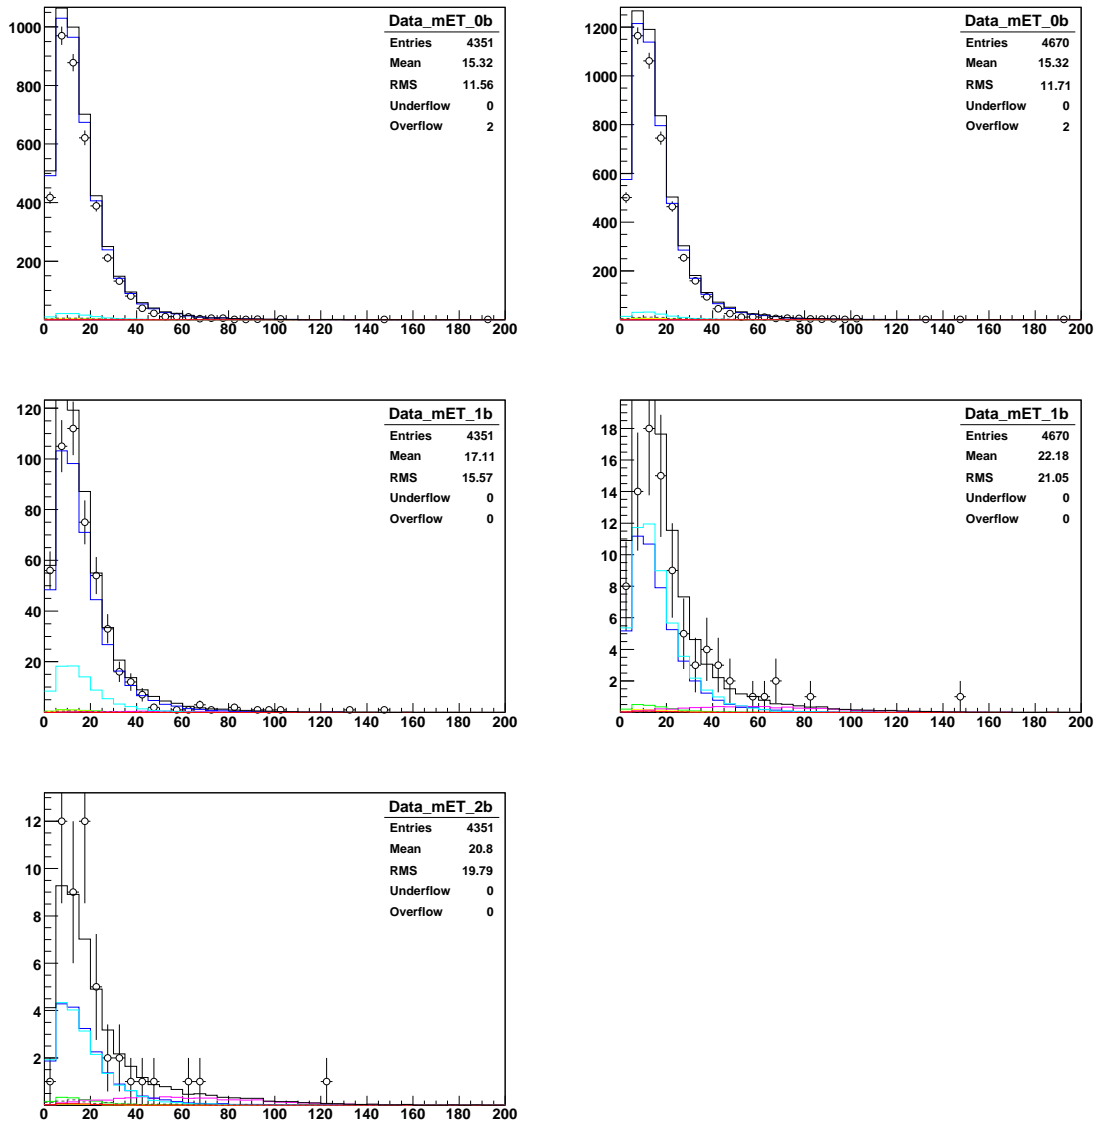 Data_mET_0b
Entries 4351
Mean 15.32
RMS 11.56
Underflow 0
Overflow 2
1000
800
600
400
200
0 20 40 60 80 100 120 140 160 180 200
Data_mET_0b
Entries 4670
Mean 15.32
RMS 11.71
Underflow 0
Overflow 2
1200
1000
800
600
400
200
0 20 40 60 80 100 120 140 160 180 200
Data_mET_1b
Entries 4351
Mean 17.11
RMS 15.57
Underflow 0
Overflow 0
120
100
80
60
40
20
0 20 40 60 80 100 120 140 160 180 200
Data_mET_1b
Entries 4670
Mean 22.18
RMS 21.05
Underflow 0
Overflow 0
18
16
14
12
10
8
6
4
2
0 20 40 60 80 100 120 140 160 180 200
Data_mET_2b
Entries 4351
Mean 20.8
RMS 19.79
Underflow 0
Overflow 0
12
10
8
6
4
2
0 20 40 60 80 100 120 140 160 180 200